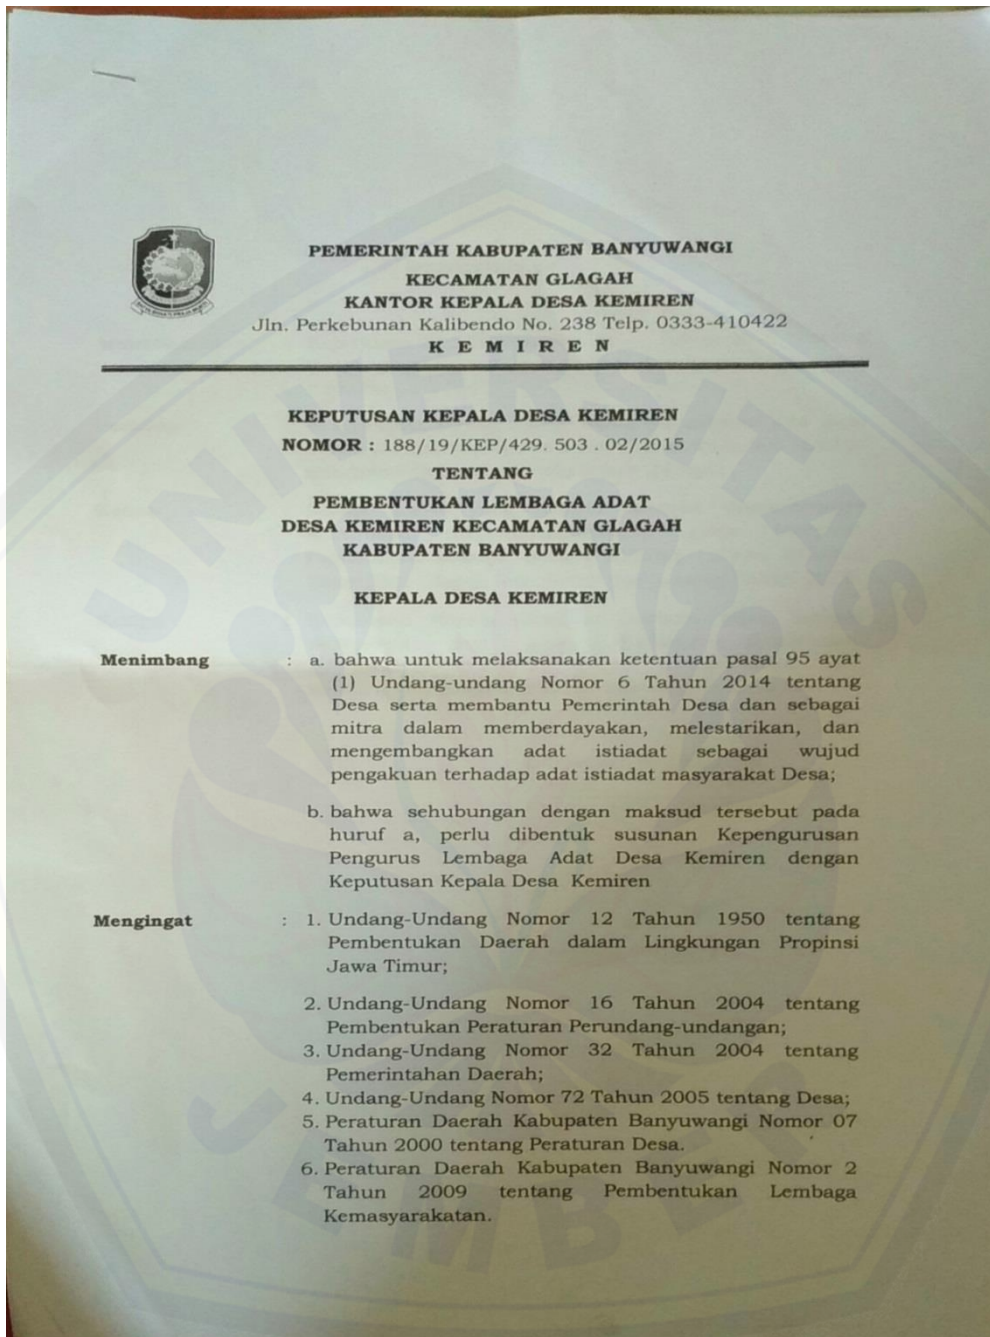 PEMERINTAH KABUPATEN BANYUWANGI
KECAMATAN GLAGAH
KANTOR KEPALA DESA KEMIREN
Jln. Perkebunan Kalibendo No. 238 Telp. 0333-410422
K E M I R E N
KEPUTUSAN KEPALA DESA KEMIREN
NOMOR : 188/19/KEP/429. 503 . 02/2015
TENTANG
PEMBENTUKAN LEMBAGA ADAT
DESA KEMIREN KECAMATAN GLAGAH
KABUPATEN BANYUWANGI
KEPALA DESA KEMIREN
Menimbang : a. bahwa untuk melaksanakan ketentuan pasal 95 ayat
(1) Undang-undang Nomor 6 Tahun 2014 tentang
Desa serta membantu Pemerintah Desa dan sebagai
mitra dalam memberdayakan, melestarikan, dan
mengembangkan adat istiadat sebagai wujud
pengakuan terhadap adat istiadat masyarakat Desa;
b. bahwa sehubungan dengan maksud tersebut pada
huruf a, perlu dibentuk susunan Kepengurusan
Pengurus Lembaga Adat Desa Kemiren dengan
Keputusan Kepala Desa Kemiren
Mengingat : 1. Undang-Undang Nomor 12 Tahun 1950 tentang
Pembentukan Daerah dalam Lingkungan Propinsi
Jawa Timur;
2. Undang-Undang Nomor 16 Tahun 2004 tentang
Pembentukan Peraturan Perundang-undangan;
3. Undang-Undang Nomor 32 Tahun 2004 tentang
Pemerintahan Daerah;
4. Undang-Undang Nomor 72 Tahun 2005 tentang Desa;
5. Peraturan Daerah Kabupaten Banyuwangi Nomor 07
Tahun 2000 tentang Peraturan Desa.
6. Peraturan Daerah Kabupaten Banyuwangi Nomor 2
Tahun 2009 tentang Pembentukan Lembaga
Kemasyarakatan.
UNIVERSITAS
JEMBER